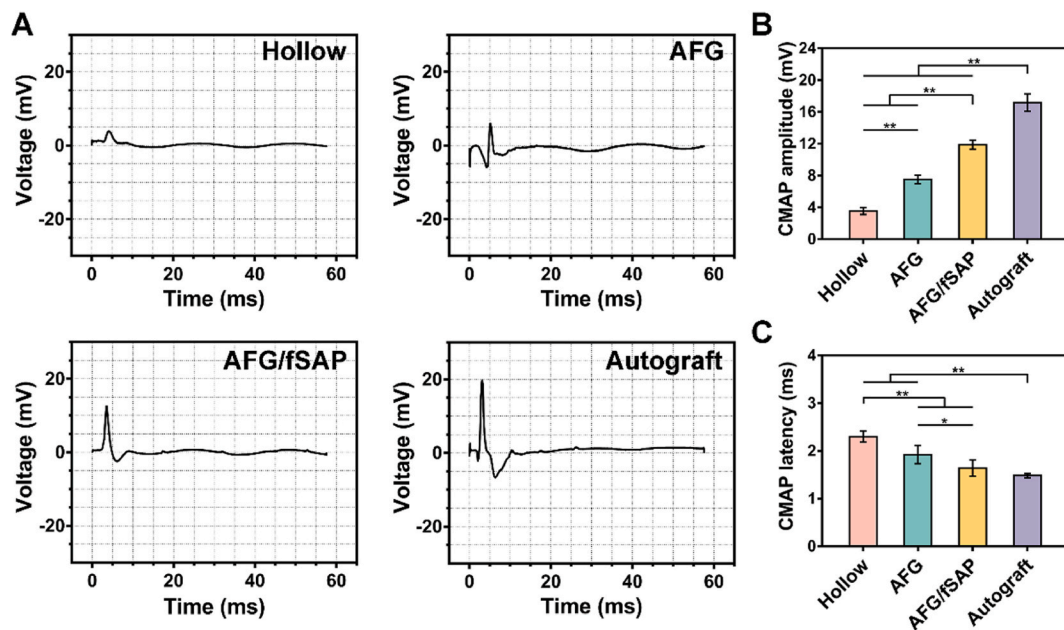 A
Hollow
Voltage (mV)
20
0
-20
0 20 40 60
Time (ms)
AFG
Voltage (mV)
20
0
-20
0 20 40 60
Time (ms)
AFG/fSAP
Voltage (mV)
20
0
-20
0 20 40 60
Time (ms)
Autograft
Voltage (mV)
20
0
-20
0 20 40 60
Time (ms)
B
CMAP amplitude (mV)
24
20
16
12
8
4
0
**
**
**
Hollow AFG AFG/fSAP Autograft
C
CMAP latency (ms)
4
3
2
1
0
**
**
*
Hollow AFG AFG/fSAP Autograft